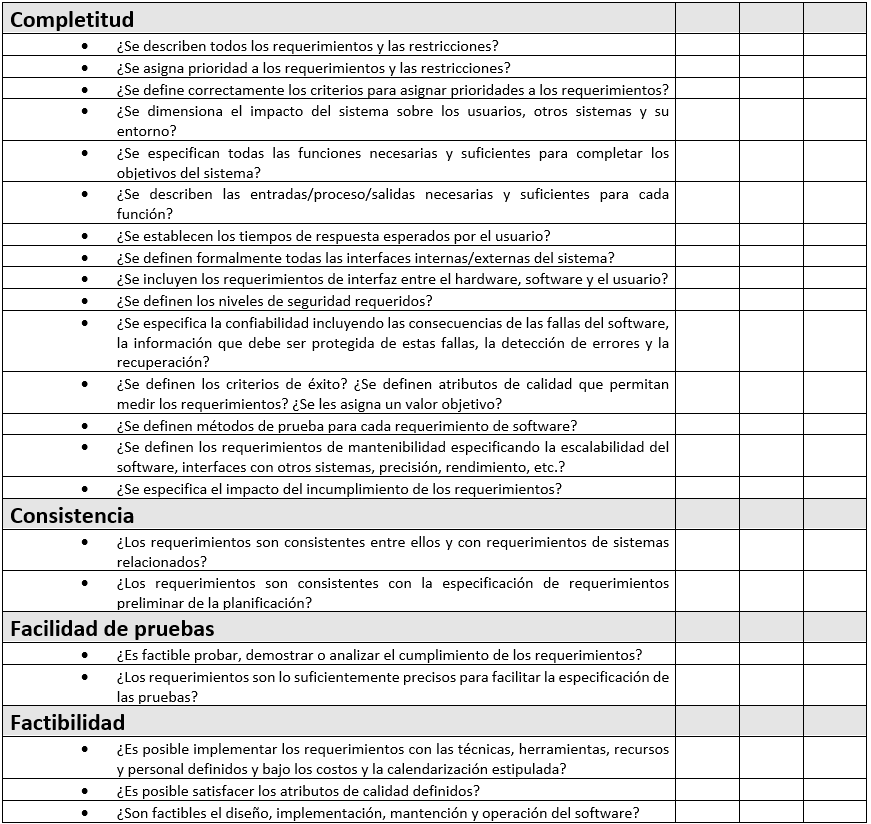 Completitud
• ¿Se describen todos los requerimientos y las restricciones?
• ¿Se asigna prioridad a los requerimientos y las restricciones?
• ¿Se define correctamente los criterios para asignar prioridades a los requerimientos?
• ¿Se dimensiona el impacto del sistema sobre los usuarios, otros sistemas y su
entorno?
• ¿Se especifican todas las funciones necesarias y suficientes para completar los
objetivos del sistema?
• ¿Se describen las entradas/proceso/salidas necesarias y suficientes para cada
función?
• ¿Se establecen los tiempos de respuesta esperados por el usuario?
• ¿Se definen formalmente todas las interfaces internas/externas del sistema?
• ¿Se incluyen los requerimientos de interfaz entre el hardware, software y el usuario?
• ¿Se definen los niveles de seguridad requeridos?
• ¿Se especifica la confiabilidad incluyendo las consecuencias de las fallas del software,
la información que debe ser protegida de estas fallas, la detección de errores y la
recuperación?
• ¿Se definen los criterios de éxito? ¿Se definen atributos de calidad que permitan
medir los requerimientos? ¿Se les asigna un valor objetivo?
• ¿Se definen métodos de prueba para cada requerimiento de software?
• ¿Se definen los requerimientos de mantenibilidad especificando la escalabilidad del
software, interfaces con otros sistemas, precisión, rendimiento, etc.?
• ¿Se especifica el impacto del incumplimiento de los requerimientos?
Consistencia
• ¿Los requerimientos son consistentes entre ellos y con requerimientos de sistemas
relacionados?
• ¿Los requerimientos son consistentes con la especificación de requerimientos
preliminar de la planificación?
Facilidad de pruebas
• ¿Es factible probar, demostrar o analizar el cumplimiento de los requerimientos?
• ¿Los requerimientos son lo suficientemente precisos para facilitar la especificación de
las pruebas?
Factibilidad
• ¿Es posible implementar los requerimientos con las técnicas, herramientas, recursos
y personal definidos y bajo los costos y la calendarización estipulada?
• ¿Es posible satisfacer los atributos de calidad definidos?
• ¿Son factibles el diseño, implementación, mantención y operación del software?